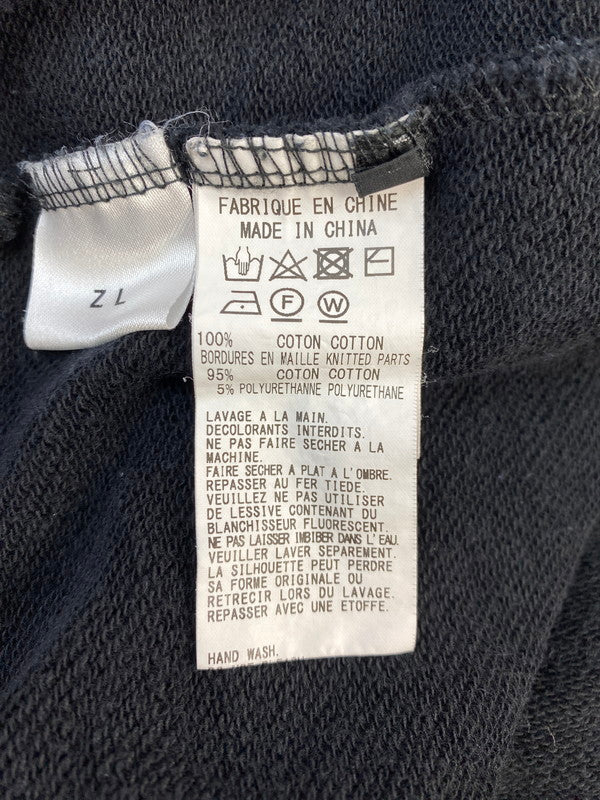 FABRIQUE EN CHINE
MADE IN CHINA
F W
100% COTON COTTON
BORDURES EN MAILLE KNITTED PARTS
95% COTON COTTON
5% POLYURETHANNE POLYURETHANE
LAVAGE A LA MAIN.
DECOLORANTS INTERDITS.
NE PAS FAIRE SECHER A LA
MACHINE.
FAIRE SECHER A PLAT A L'OMBRE.
REPASSER AU FER TIEDE.
VEUILLEZ NE PAS UTILISER
DE LESSIVE CONTENANT DU
BLANCHISSEUR FLUORESCENT.
NE PAS LAISSER IMBIBER DANS L'EAU.
VEUILLER LAVER SEPAREMENT.
LA SILHOUETTE PEUT PERDRE
SA FORME ORIGINALE OU
RETRECIR LORS DU LAVAGE.
REPASSER AVEC UNE ETOFFE.
HAND WASH.